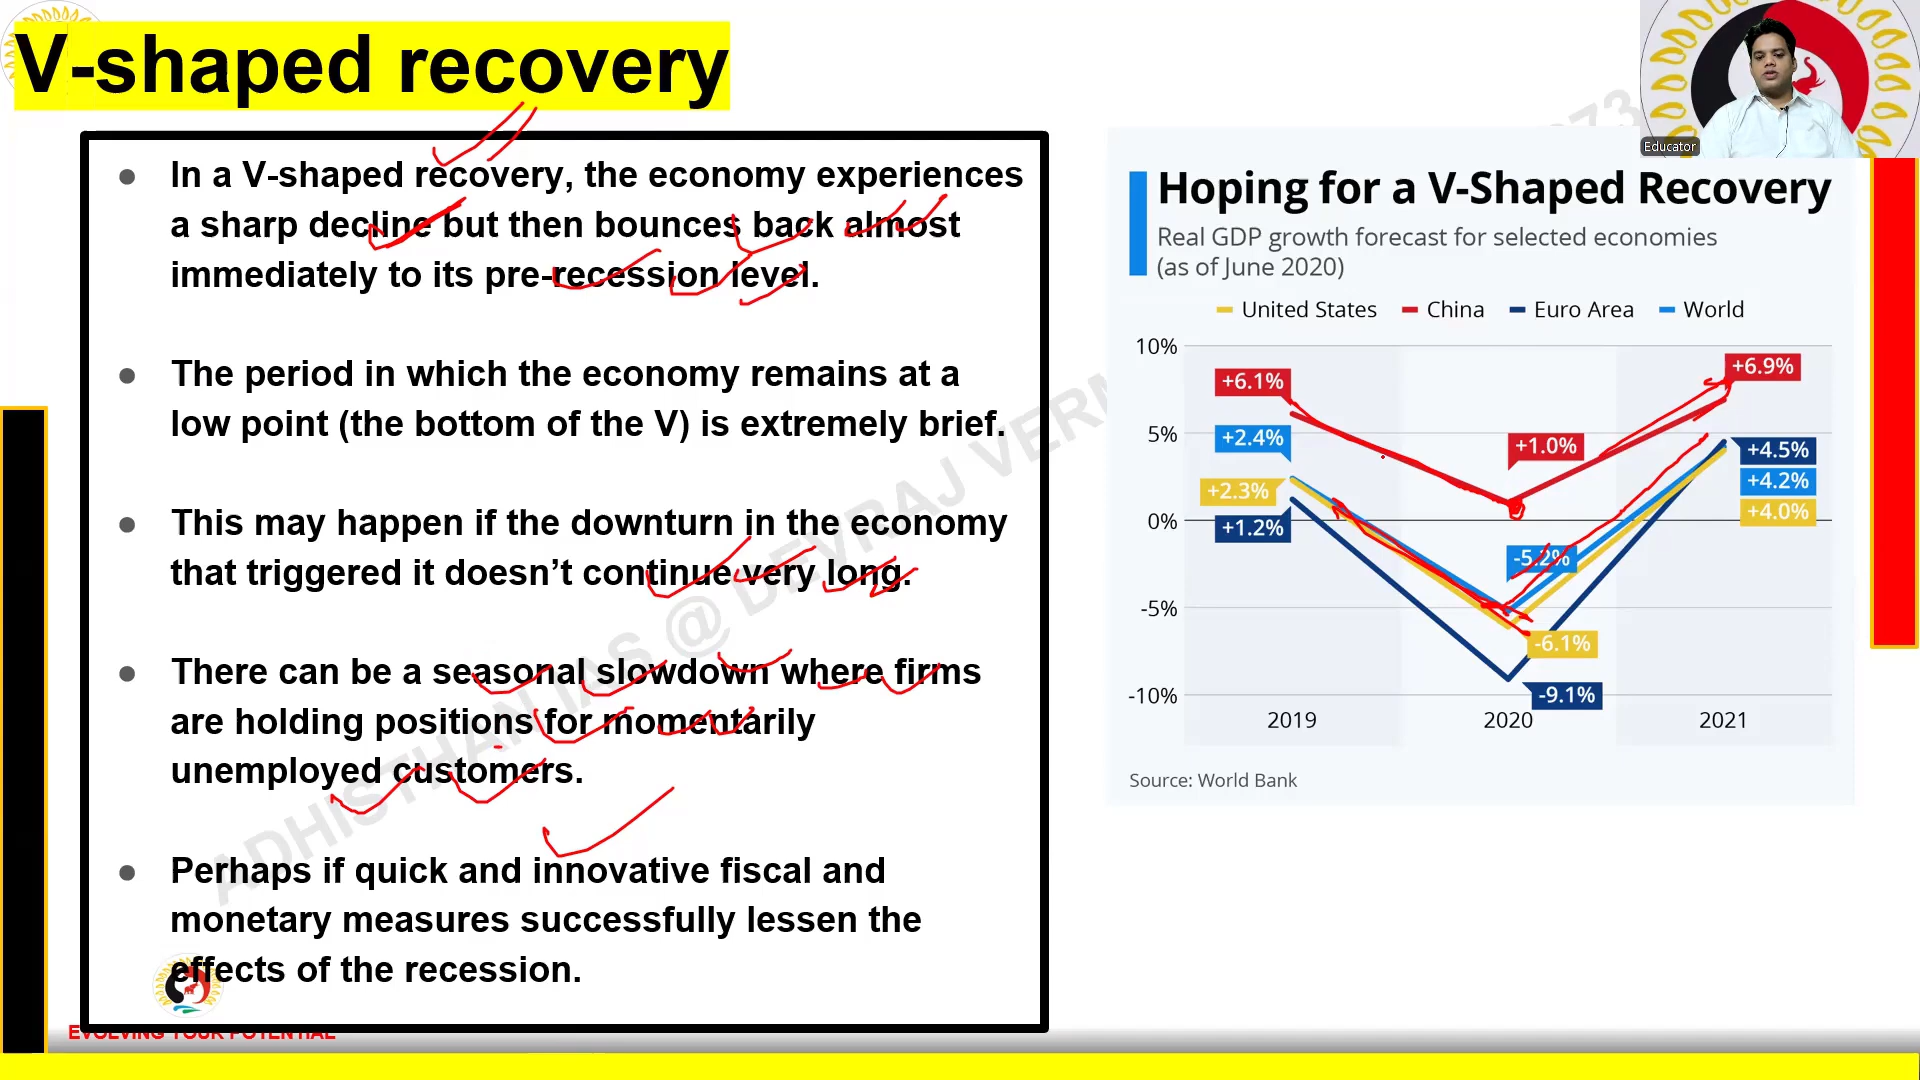 V-shaped recovery
In a V-shaped recovery, the economy experiences
a sharp decline but then bounces back almost
immediately to its pre-recession level.
The period in which the economy remains at a
low point (the bottom of the V) is extremely brief.
This may happen if the downturn in the economy
that triggered it doesn’t continue very long.
There can be a seasonal slowdown where firms
are holding positions for momentarily
unemployed customers.
Perhaps if quick and innovative fiscal and
monetary measures successfully lessen the
effects of the recession.
EVOLVING YOUR POTENTIAL
ADHISTHAN IAS @ DEVRAJ VERM
Educator
Hoping for a V-Shaped Recovery
Real GDP growth forecast for selected economies
(as of June 2020)
United States China Euro Area World
10%
5%
0%
-5%
-10%
+6.1%
+2.4%
+2.3%
+1.2%
+1.0%
-5.2%
-6.1%
-9.1%
+6.9%
+4.5%
+4.2%
+4.0%
2019 2020 2021
Source: World Bank